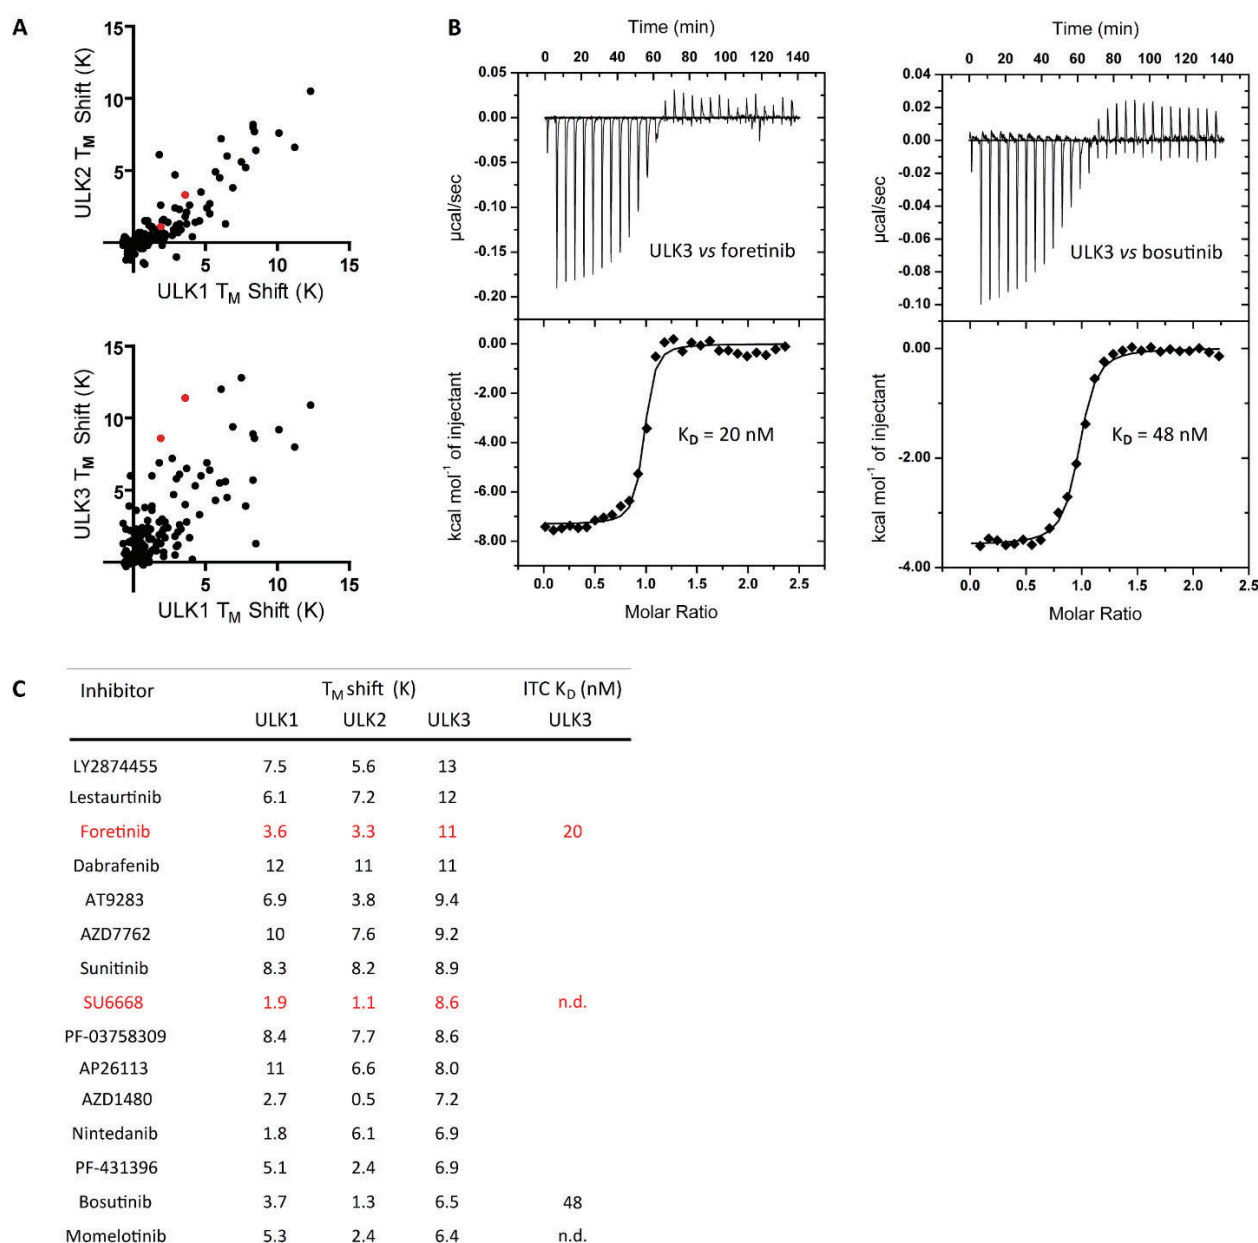 A
15
10
5
5
10
15
ULK2 TM Shift (K)
ULK1 TM Shift (K)
15
10
5
5
10
15
ULK3 TM Shift (K)
ULK1 TM Shift (K)
B
Time (min)
0 20 40 60 80 100 120 140
0.05
0.00
-0.05
-0.10
-0.15
-0.20
µcal/sec
ULK3 vs foretinib
0.00
-2.00
-4.00
-6.00
-8.00
kcal mol-1 of injectant
KD = 20 nM
0.0 0.5 1.0 1.5 2.0 2.5
Molar Ratio
Time (min)
0 20 40 60 80 100 120 140
0.04
0.02
0.00
-0.02
-0.04
-0.06
-0.08
-0.10
µcal/sec
ULK3 vs bosutinib
0.00
-2.00
-4.00
kcal mol-1 of injectant
KD = 48 nM
0.0 0.5 1.0 1.5 2.0 2.5
Molar Ratio
C
Inhibitor TM shift (K) ITC KD (nM)
ULK1 ULK2 ULK3 ULK3
LY2874455 7.5 5.6 13
Lestaurtinib 6.1 7.2 12
Foretinib 3.6 3.3 11 20
Dabrafenib 12 11 11
AT9283 6.9 3.8 9.4
AZD7762 10 7.6 9.2
Sunitinib 8.3 8.2 8.9
SU6668 1.9 1.1 8.6 n.d.
PF-03758309 8.4 7.7 8.6
AP26113 11 6.6 8.0
AZD1480 2.7 0.5 7.2
Nintedanib 1.8 6.1 6.9
PF-431396 5.1 2.4 6.9
Bosutinib 3.7 1.3 6.5 48
Momelotinib 5.3 2.4 6.4 n.d.